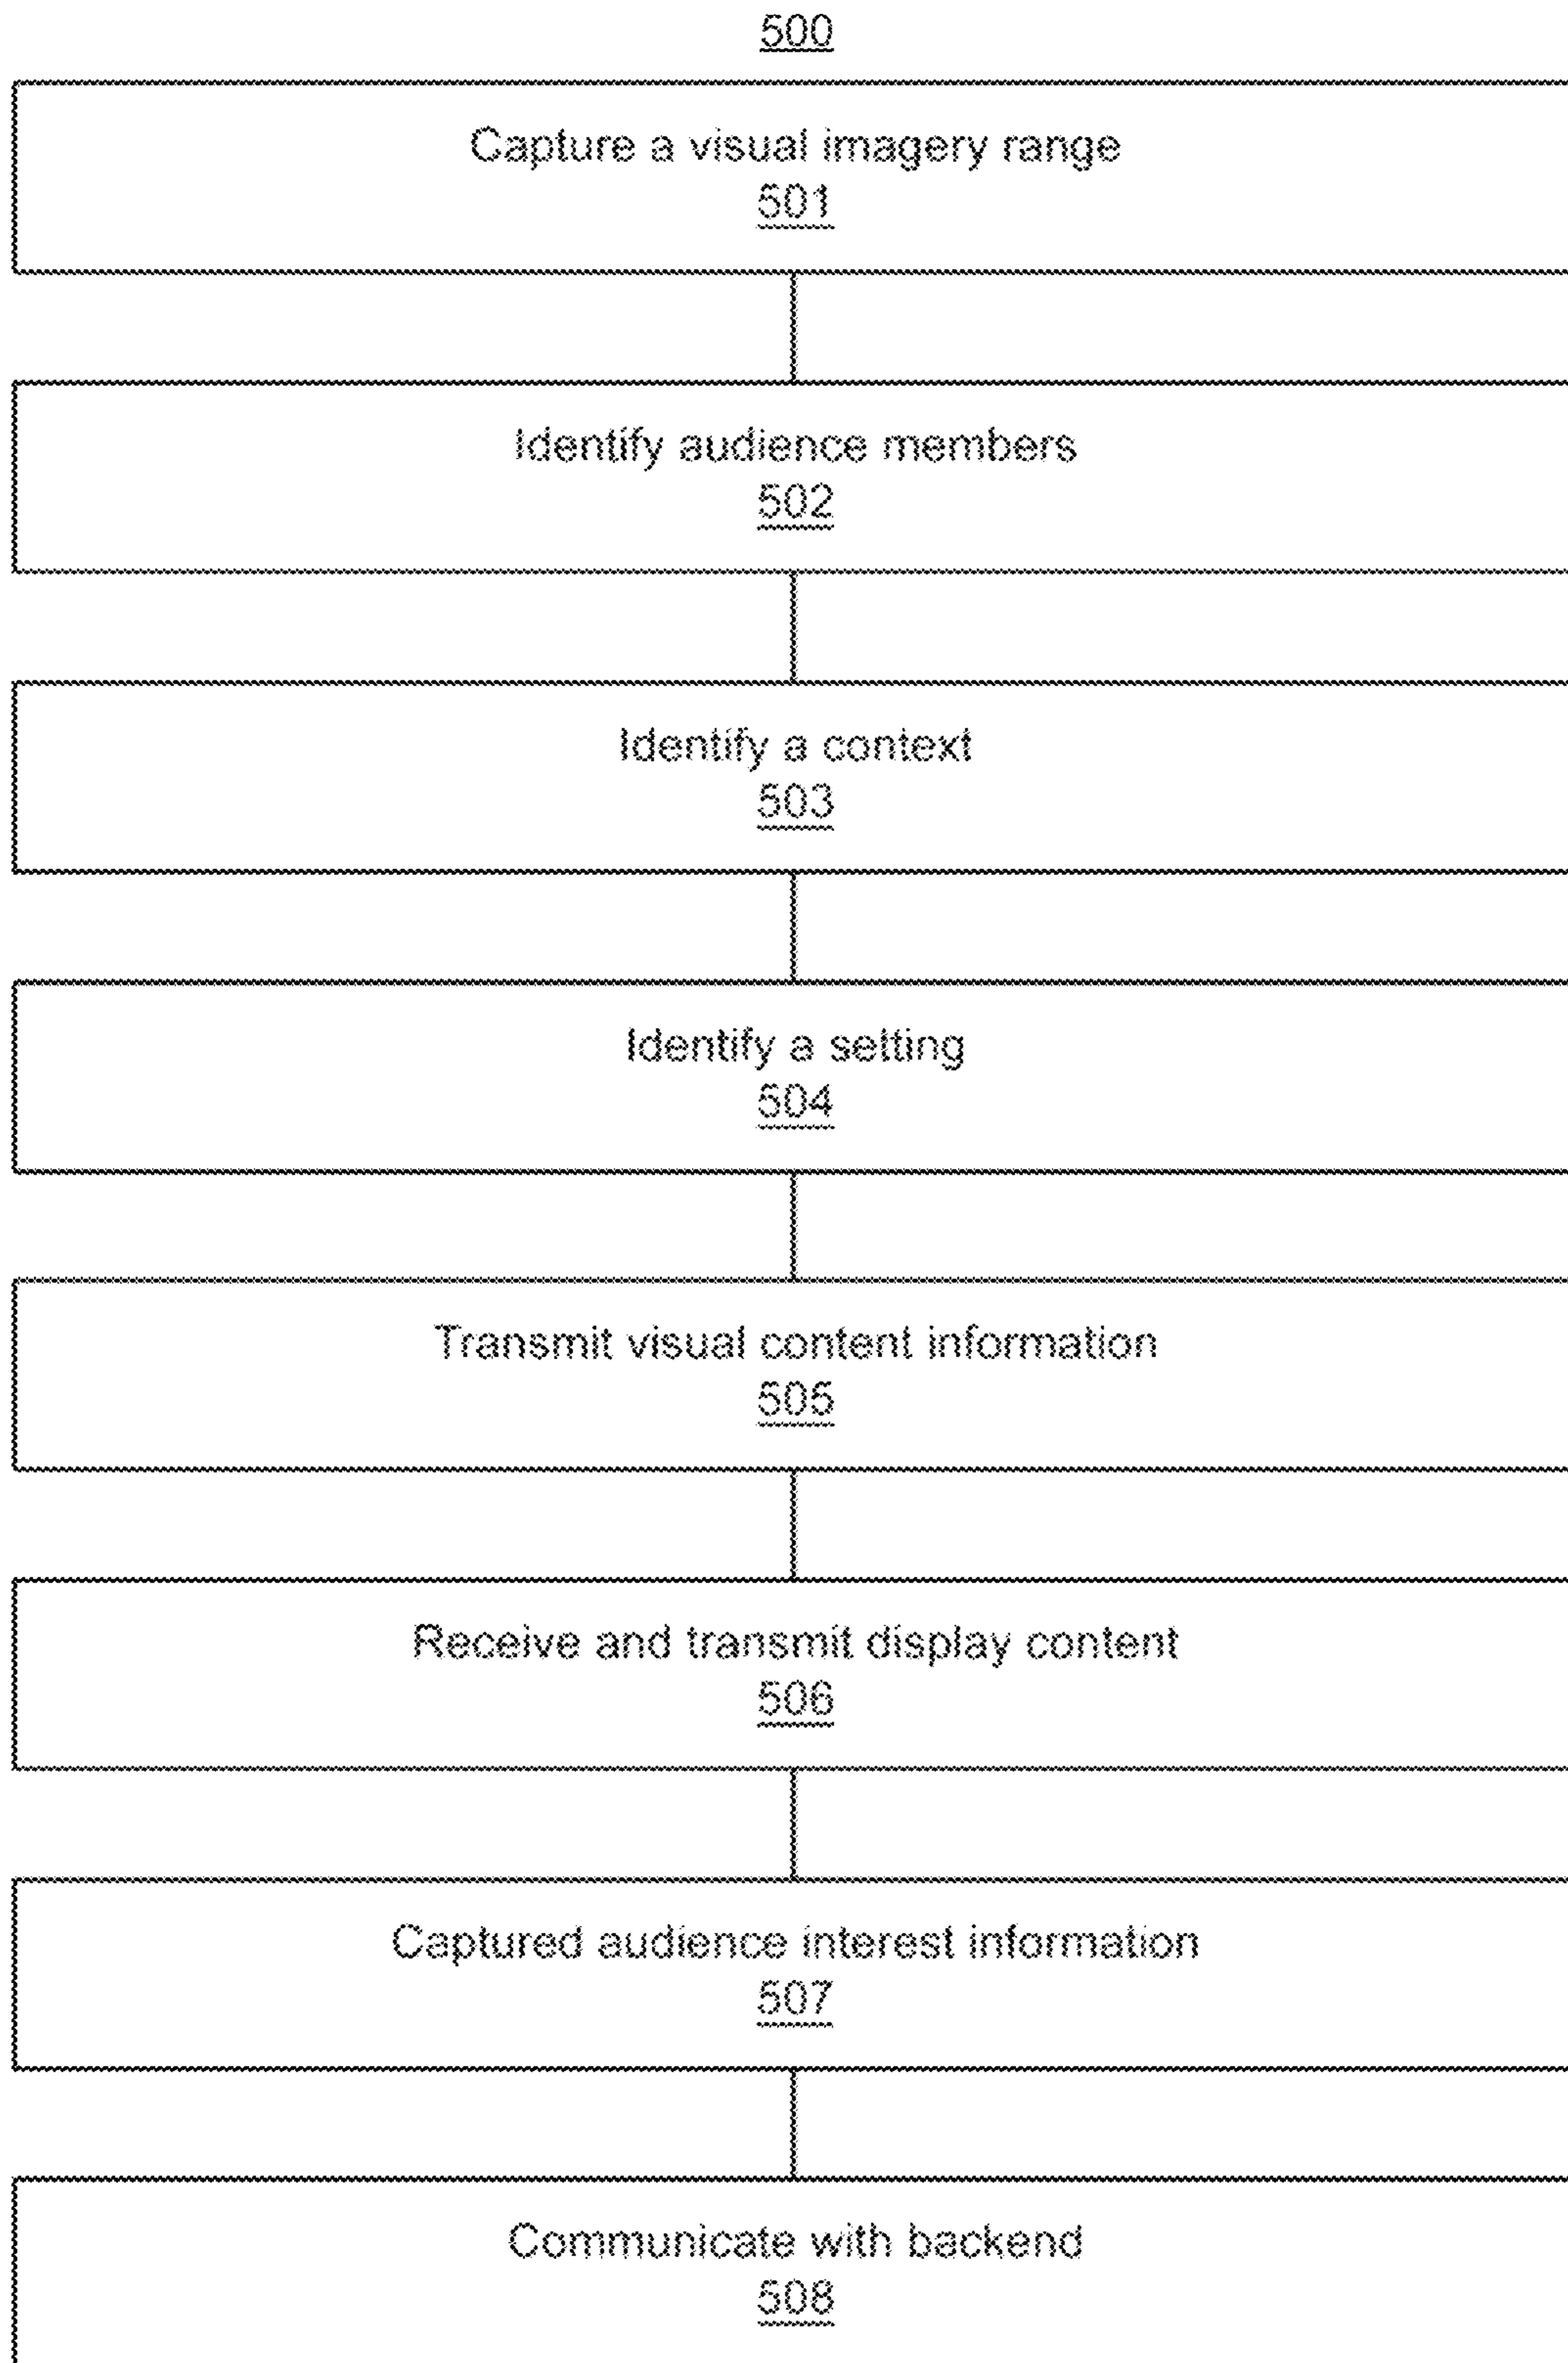 500
Capture a visual imagery range
501
Identify audience members
502
Identify a context
503
Identify a setting
504
Transmit visual content information
505
Receive and transmit display content
506
Captured audience interest information
507
Communicate with backend
508